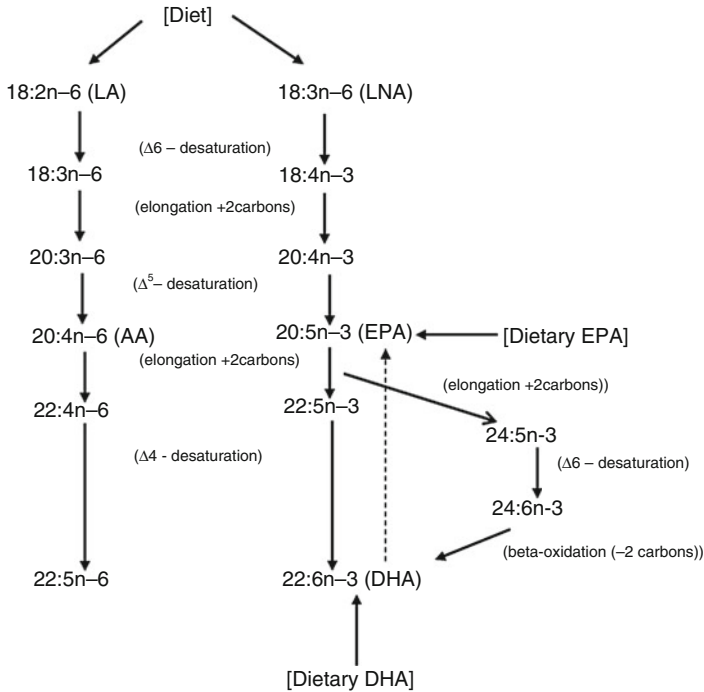 [Diet]
18:2n–6 (LA)
18:3n–6 (LNA)
(Δ6 – desaturation)
18:3n–6
18:4n–3
(elongation +2carbons)
20:3n–6
20:4n–3
(Δ5– desaturation)
20:4n–6 (AA)
20:5n–3 (EPA)
[Dietary EPA]
(elongation +2carbons)
(elongation +2carbons))
22:4n–6
22:5n–3
24:5n-3
(Δ4 - desaturation)
(Δ6 – desaturation)
24:6n-3
(beta-oxidation (–2 carbons))
22:5n–6
22:6n–3 (DHA)
[Dietary DHA]